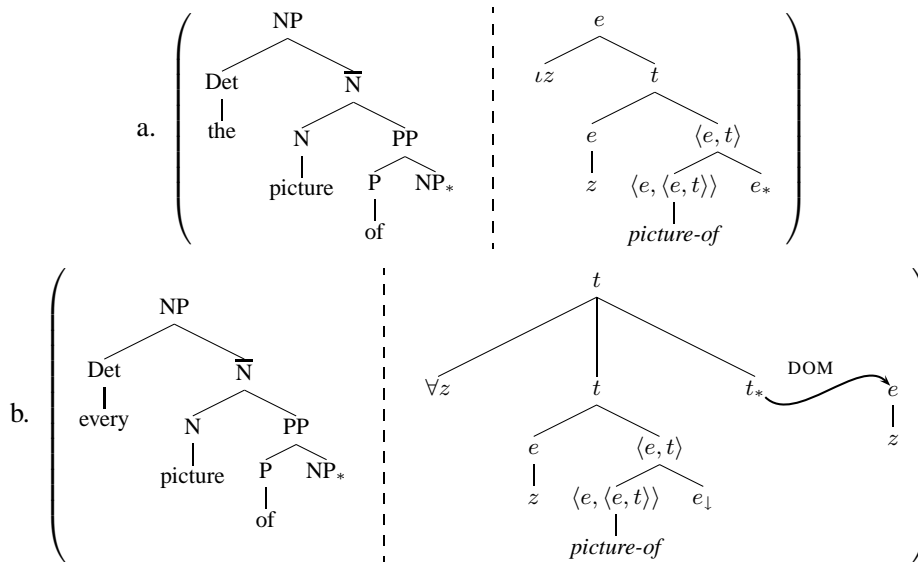 NP
e
Det
N̅
ιz
t
a.
the
N
PP
e
⟨e, t⟩
picture
P
NP*
z
⟨e, ⟨e, t⟩⟩
e*
of
picture-of
t
NP
Det
N̅
∀z
t
t*
DOM
e
b.
every
N
PP
e
⟨e, t⟩
z
picture
P
NP*
z
⟨e, ⟨e, t⟩⟩
e↓
of
picture-of